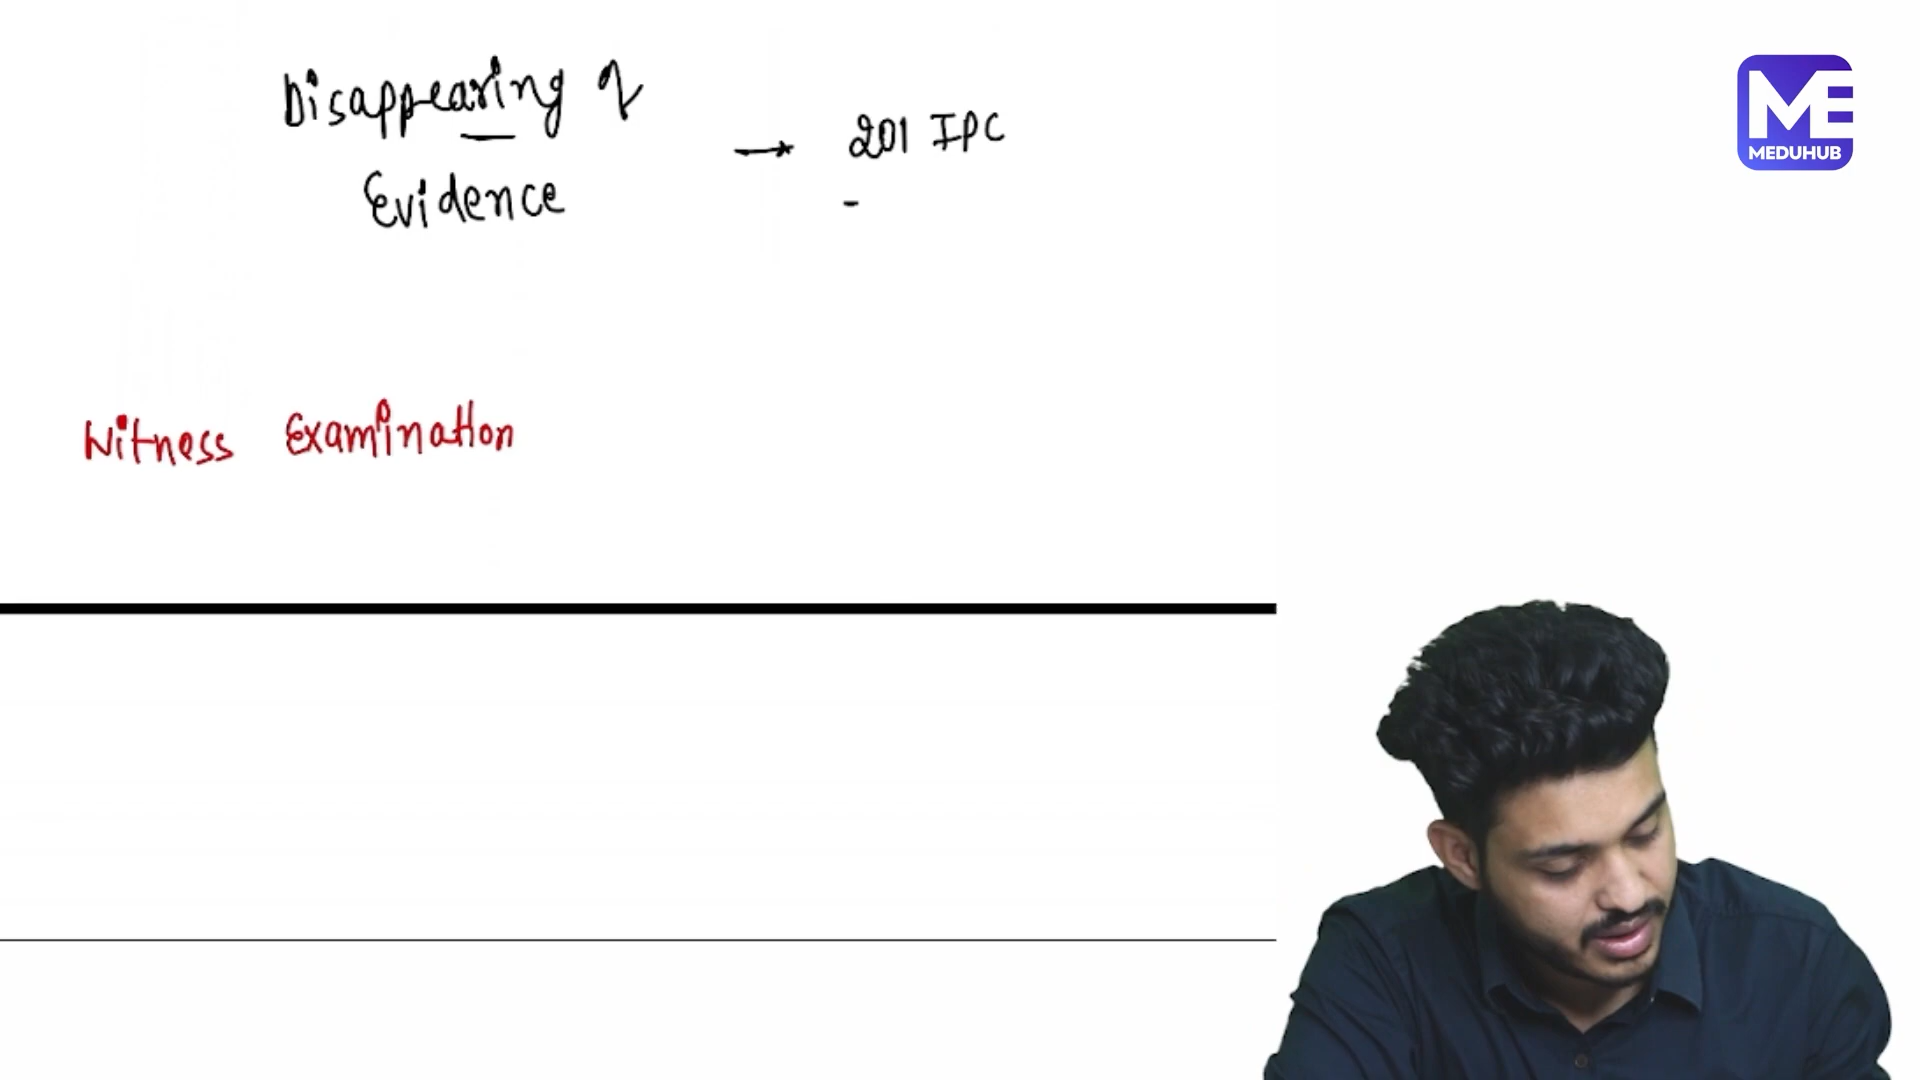 Disappearing of
Evidence
→ 201 IPC
-
Witness Examination
ME
MEDUHUB